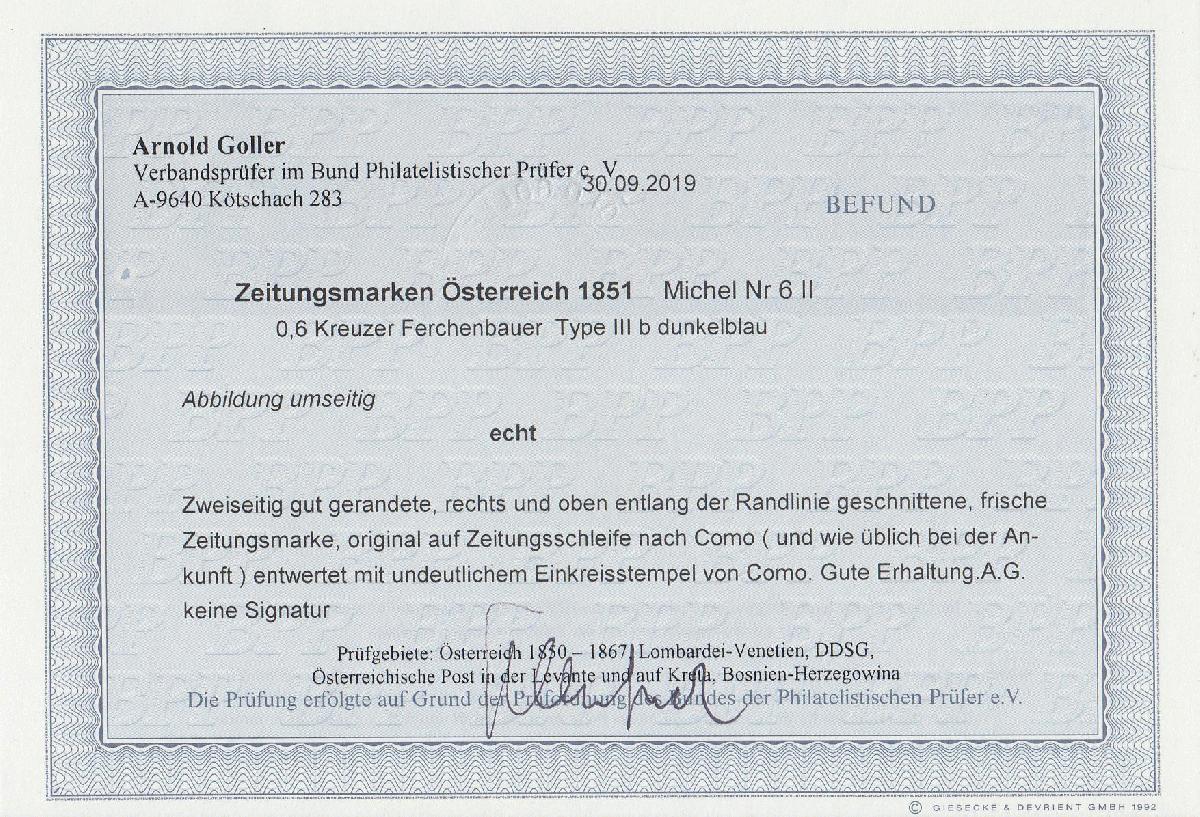 Arnold Goller
Verbandsprüfer im Bund Philatelistischer Prüfer e. V.
30.09.2019
A-9640 Kötschach 283
BEFUND
Zeitungsmarken Österreich 1851 Michel Nr 6 II
0,6 Kreuzer Ferchenbauer Type III b dunkelblau
Abbildung umseitig
echt
Zweiseitig gut gerandete, rechts und oben entlang der Randlinie geschnittene, frische
Zeitungsmarke, original auf Zeitungsschleife nach Como ( und wie üblich bei der An-
kunft ) entwertet mit undeutlichem Einkreisstempel von Como. Gute Erhaltung.A.G.
keine Signatur
Prüfgebiete: Österreich 1850 – 1867, Lombardei-Venetien, DDSG,
Österreichische Post in der Levante und auf Kreta, Bosnien-Herzegowina
Die Prüfung erfolgte auf Grund der Prüfordnung des Bundes der Philatelistischen Prüfer e.V.
© GIESECKE & DEVRIENT GMBH 1992